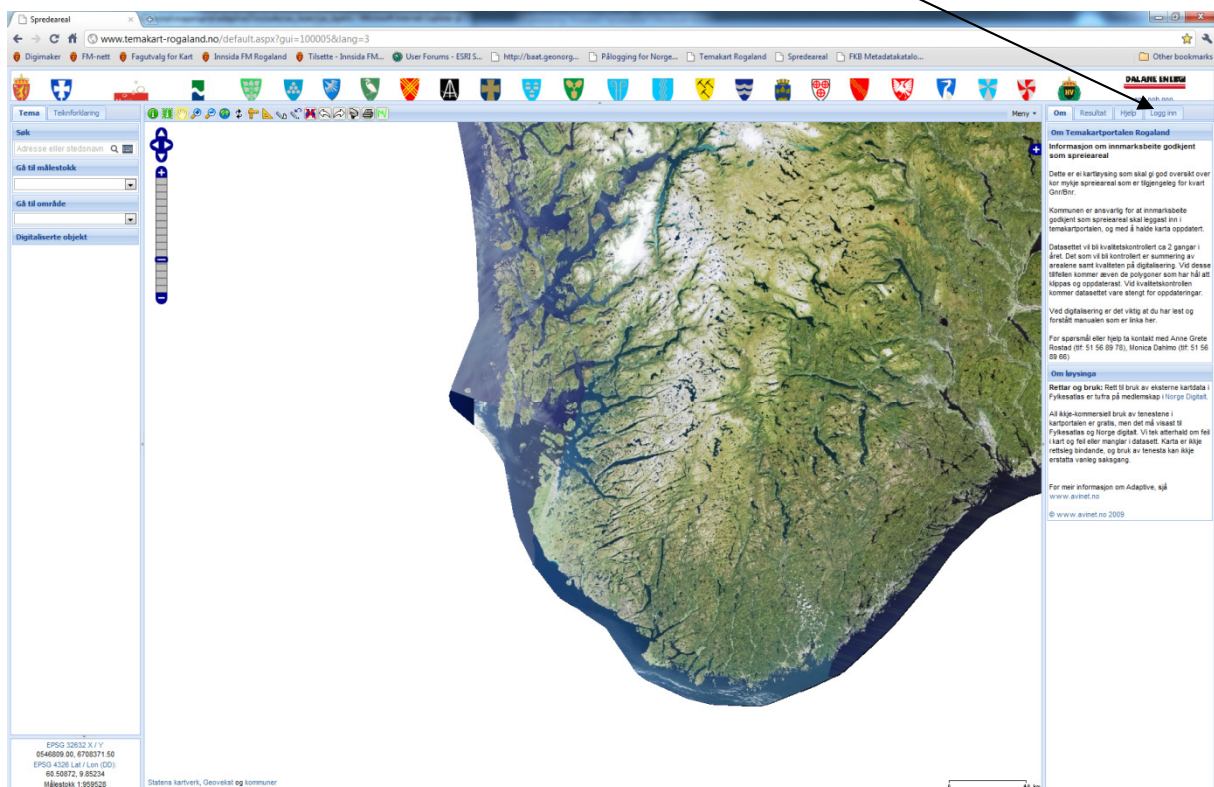 Spredeareal
www.temakart-rogaland.no/default.aspx?gui=100005&lang=3
Digimaker FM-nett Fagutvalg for Kart Innsida FM Rogaland Tilsette - Innsida FM... User Forums - ESRI S... http://baat.geonorg... Pålogging for Norge... Temakart Rogaland Spredeareal FKB Metadatakatalo... Other bookmarks
HV
DALANE ENERGI
Tema Teiknforklaring
Meny
Om Resultat Hjelp Logg inn
Søk
Adresse eller stedsnavn
Gå til målestokk
Gå til område
Digitaliserte objekt
EPSG 32632 X / Y
0546809.00, 6708371.50
EPSG 4326 Lat / Lon (DD):
60.50872, 9.85234
Målestokk 1:959528
Statens kartverk, Geovekst og kommuner
Om Temakartportalen Rogaland
Informasjon om innmarksbeite godkjent
som spreieareal
Dette er ei kartløysing som skal gi god oversikt over
kor mykje spreieareal som er tilgjengeleg for kvart
Gnr/Bnr.
Kommunen er ansvarlig for at innmarksbeite
godkjent som spreieareal skal leggast inn i
temakartportalen, og med å halde karta oppdatert.
Datasettet vil bli kvalitetskontrollert ca 2 gangar i
året. Det som vil bli kontrollert er summering av
arealene samt kvaliteten på digitalisering. Vid desse
tilfellen kommer æven de polygoner som har hål att
klippas og oppdaterast. Vid kvalitetskontrollen
kommer datasettet vare stengt for oppdateringar.
Ved digitalisering er det viktig at du har lest og
forstått manualen som er linka her.
For spørsmål eller hjelp ta kontakt med Anne Grete
Rostad (tlf: 51 56 89 78), Monica Dahlmo (tlf: 51 56
89 66)
Om løysinga
Rettar og bruk: Rett til bruk av eksterne kartdata i
Fylkesatlas er tufta på medlemskap i Norge Digitalt.
All ikkje-kommersiell bruk av tenestene i
kartportalen er gratis, men det må visast til
Fylkesatlas og Norge digitalt. Vi tek atterhald om feil
i kart og feil eller manglar i datasett. Karta er ikkje
rettsleg bindande, og bruk av tenesta kan ikkje
erstatta vanleg saksgang.
For meir informasjon om Adaptive, sjå
www.avinet.no
© www.avinet.no 2009